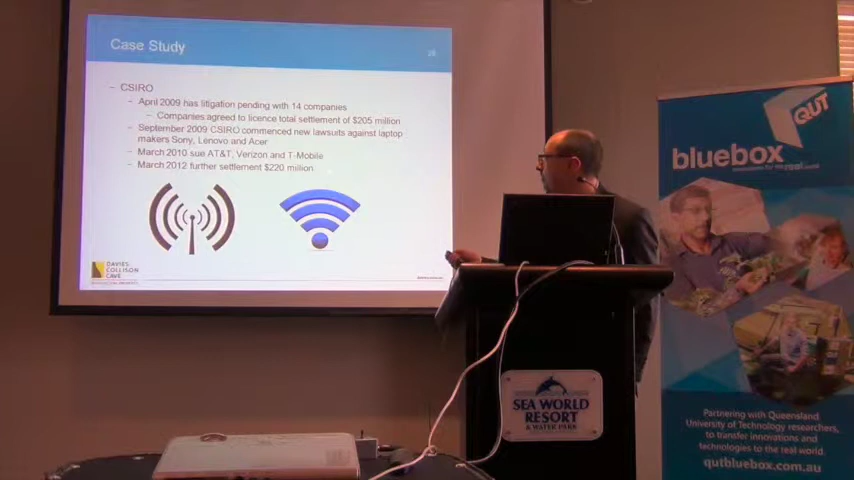 Case Study
28
– CSIRO
– April 2009 has litigation pending with 14 companies
– Companies agreed to licence total settlement of $205 million
– September 2009 CSIRO commenced new lawsuits against laptop
makers Sony, Lenovo and Acer
– March 2010 sue AT&T, Verizon and T-Mobile
– March 2012 further settlement $220 million
DAVIES
COLLISON
CAVE
QUT
bluebox
SEA WORLD
RESORT
& WATER PARK
Partnering with Queensland
University of Technology researchers,
to transfer innovations and
technologies to the real world.
qutbluebox.com.au